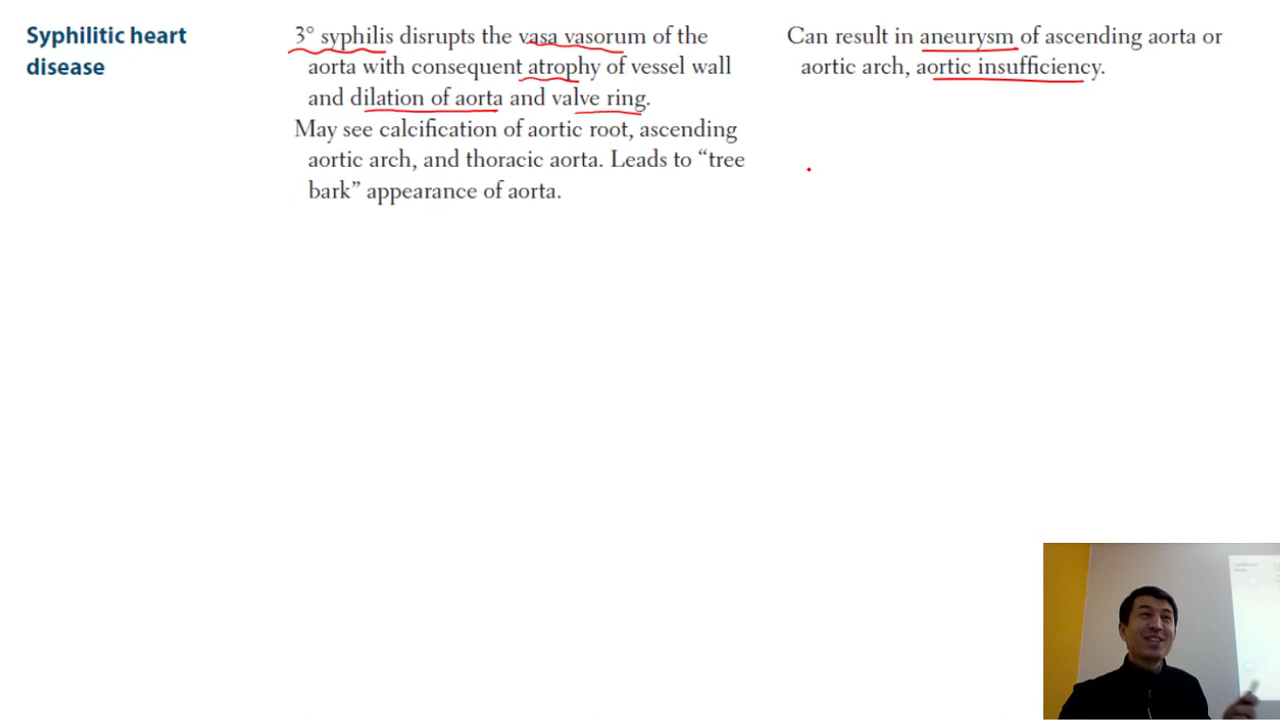 Syphilitic heart
disease
3° syphilis disrupts the vasa vasorum of the
aorta with consequent atrophy of vessel wall
and dilation of aorta and valve ring.
May see calcification of aortic root, ascending
aortic arch, and thoracic aorta. Leads to “tree
bark” appearance of aorta.
Can result in aneurysm of ascending aorta or
aortic arch, aortic insufficiency.